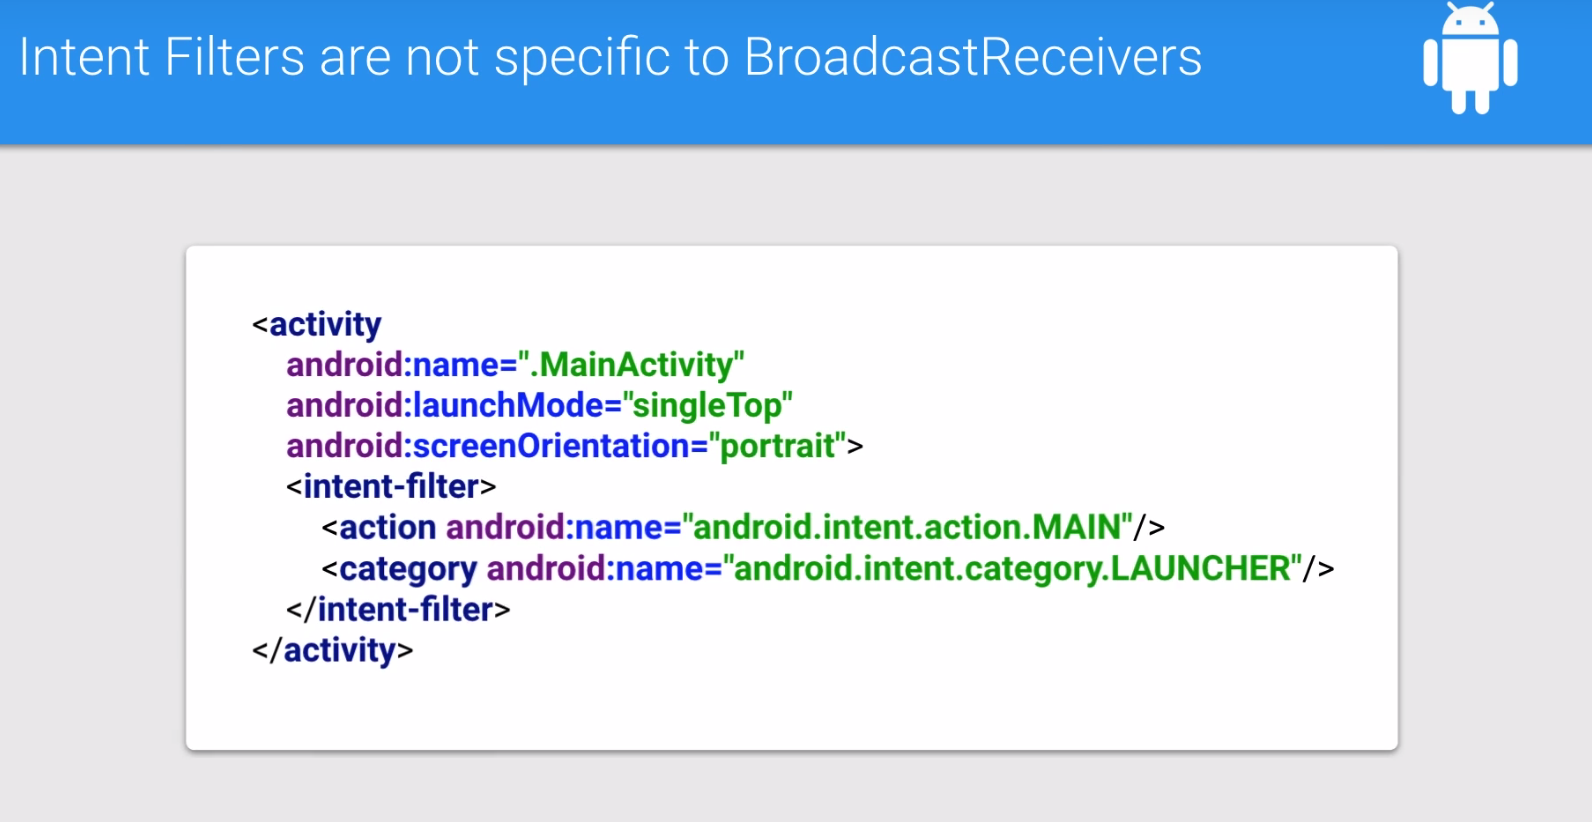 Intent Filters are not specific to BroadcastReceivers
<activity
android:name=".MainActivity"
android:launchMode="singleTop"
android:screenOrientation="portrait">
<intent-filter>
<action android:name="android.intent.action.MAIN"/>
<category android:name="android.intent.category.LAUNCHER"/>
</intent-filter>
</activity>